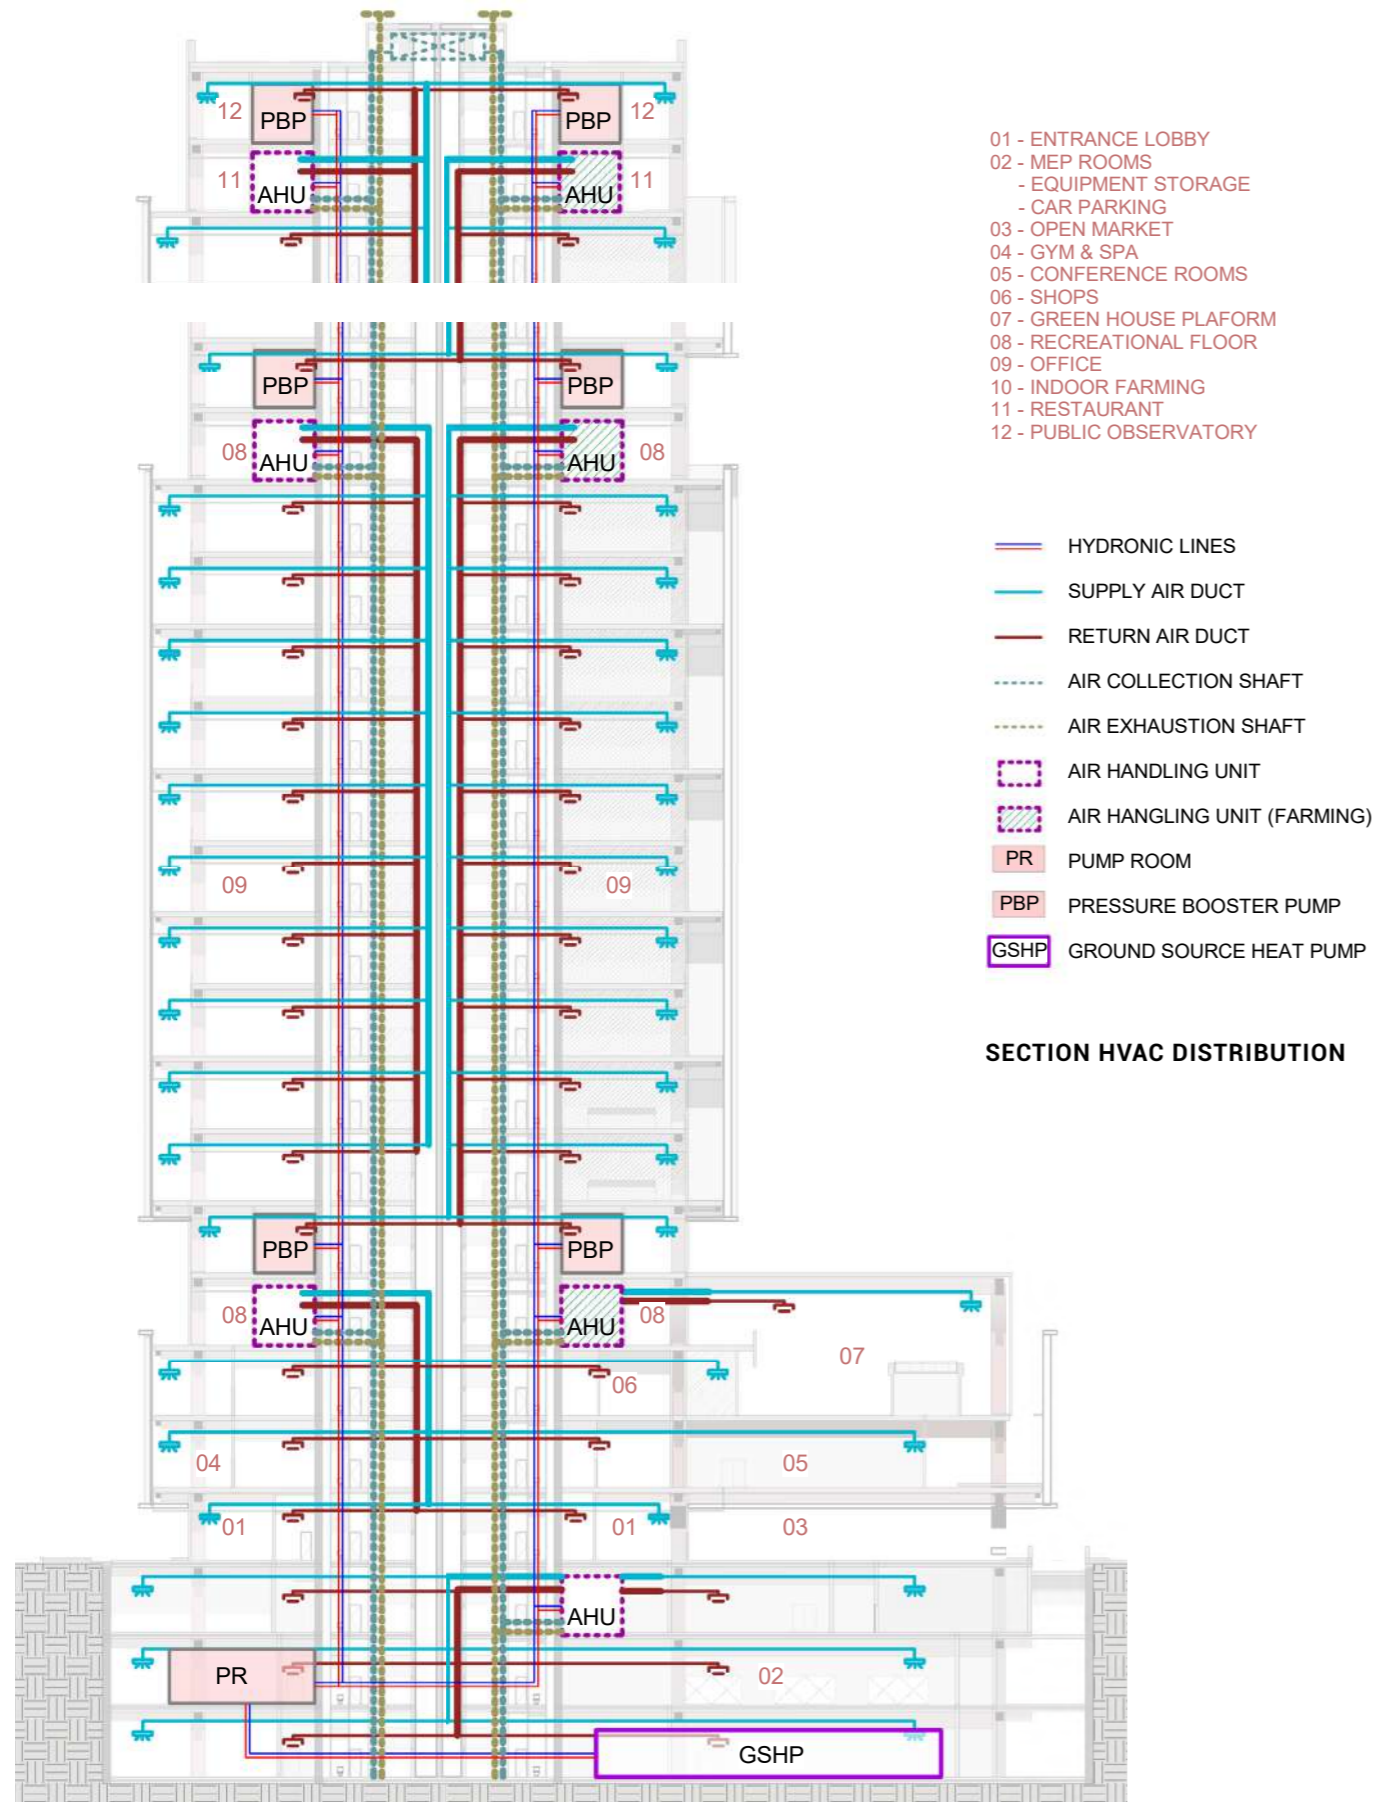 12
PBP
PBP
12
11
AHU
AHU
11
PBP
PBP
08
AHU
AHU
08
09
09
PBP
PBP
08
AHU
AHU
08
07
06
04
05
01
01
03
AHU
PR
02
GSHP
01 - ENTRANCE LOBBY
02 - MEP ROOMS
- EQUIPMENT STORAGE
- CAR PARKING
03 - OPEN MARKET
04 - GYM & SPA
05 - CONFERENCE ROOMS
06 - SHOPS
07 - GREEN HOUSE PLAFORM
08 - RECREATIONAL FLOOR
09 - OFFICE
10 - INDOOR FARMING
11 - RESTAURANT
12 - PUBLIC OBSERVATORY
HYDRONIC LINES
SUPPLY AIR DUCT
RETURN AIR DUCT
AIR COLLECTION SHAFT
AIR EXHAUSTION SHAFT
AIR HANDLING UNIT
AIR HANGLING UNIT (FARMING)
PR PUMP ROOM
PBP PRESSURE BOOSTER PUMP
GSHP GROUND SOURCE HEAT PUMP
SECTION HVAC DISTRIBUTION